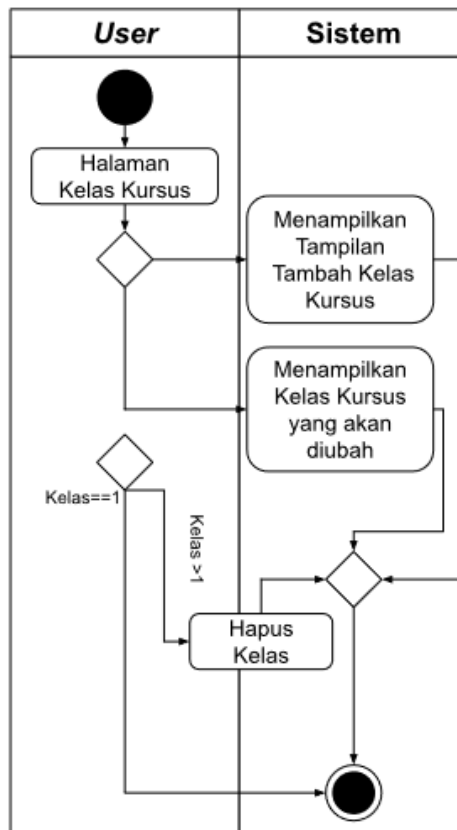 User
Sistem
Halaman
Kelas Kursus
Menampilkan
Tampilan
Tambah Kelas
Kursus
Menampilkan
Kelas Kursus
yang akan
diubah
Kelas==1
Kelas >1
Hapus
Kelas